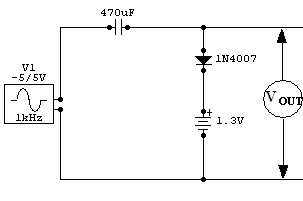 470uF
V1
-5/5V
1N4007
1kHz
+
1.3V
VOUT